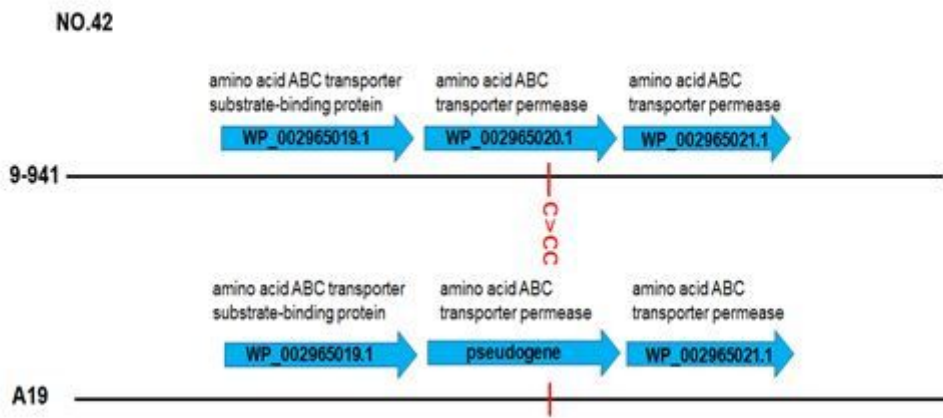 NO.42
amino acid ABC transporter
substrate-binding protein
amino acid ABC
transporter permease
amino acid ABC
transporter permease
WP_002965019.1
WP_002965020.1
WP_002965021.1
9-941
C>CC
amino acid ABC transporter
substrate-binding protein
amino acid ABC
transporter permease
amino acid ABC
transporter permease
WP_002965019.1
pseudogene
WP_002965021.1
A19